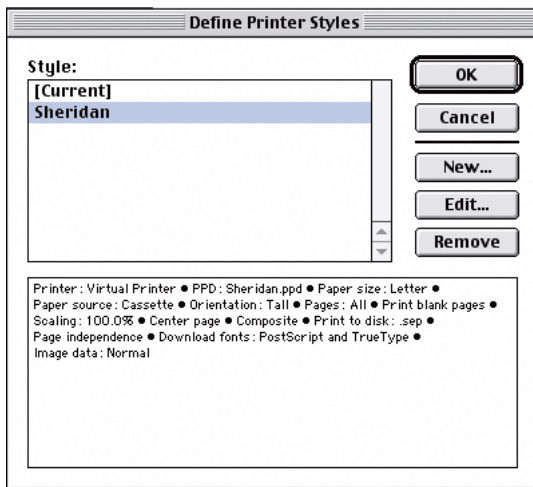 Define Printer Styles
Style:
[Current]
Sheridan
OK
Cancel
New...
Edit...
Remove
Printer: Virtual Printer ● PPD: Sheridan.ppd ● Paper size: Letter ●
Paper source: Cassette ● Orientation: Tall ● Pages: All ● Print blank pages ●
Scaling: 100.0% ● Center page ● Composite ● Print to disk: .sep ●
Page independence ● Download fonts: PostScript and TrueType ●
Image data: Normal